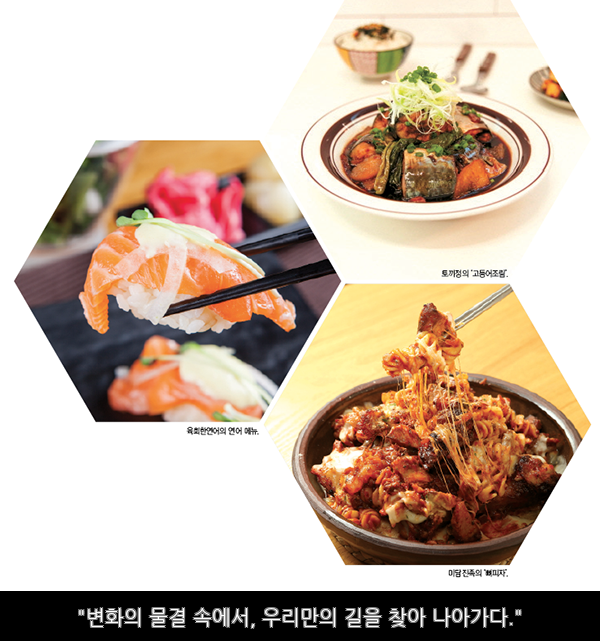 토끼정의 '고등어조림'.
육회한연어의 연어 메뉴.
미담진족의 '뼈피자'.
"변화의 물결 속에서, 우리만의 길을 찾아 나아가다."